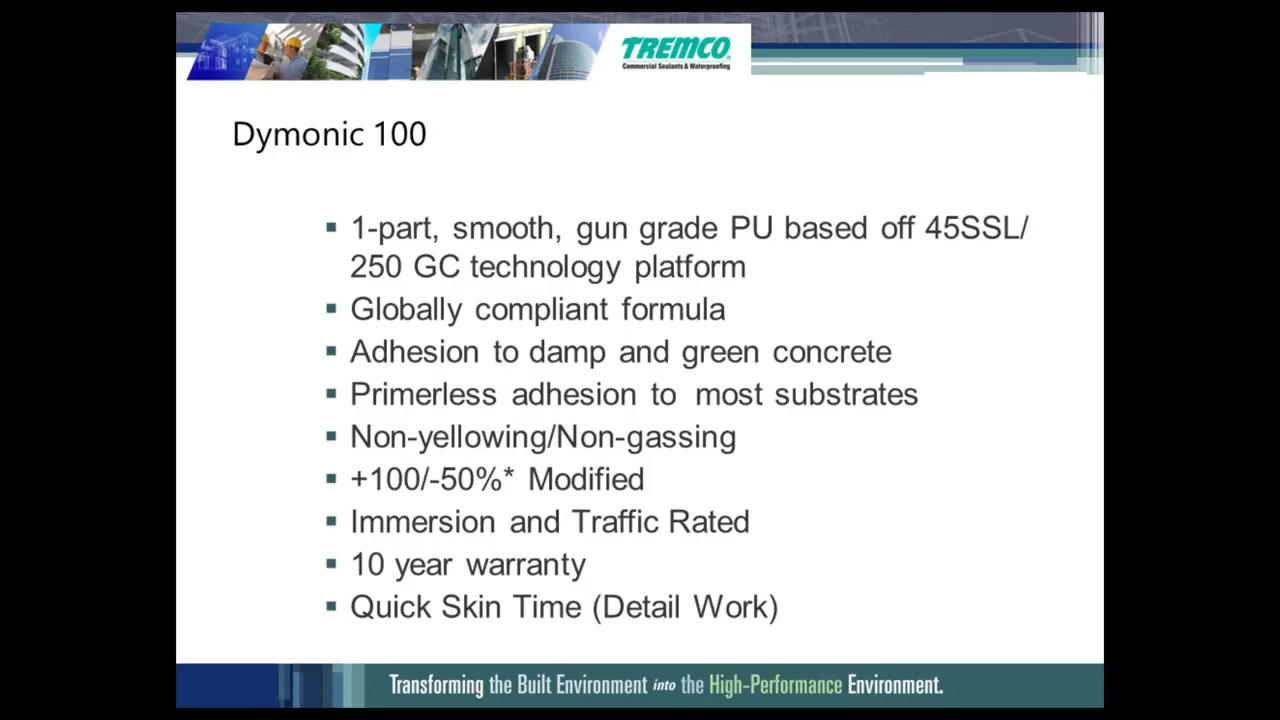 TREMCO®
Commercial Sealants & Waterproofing
Dymonic 100
▪ 1-part, smooth, gun grade PU based off 45SSL/
250 GC technology platform
▪ Globally compliant formula
▪ Adhesion to damp and green concrete
▪ Primerless adhesion to most substrates
▪ Non-yellowing/Non-gassing
▪ +100/-50%* Modified
▪ Immersion and Traffic Rated
▪ 10 year warranty
▪ Quick Skin Time (Detail Work)
Transforming the Built Environment into the High-Performance Environment.